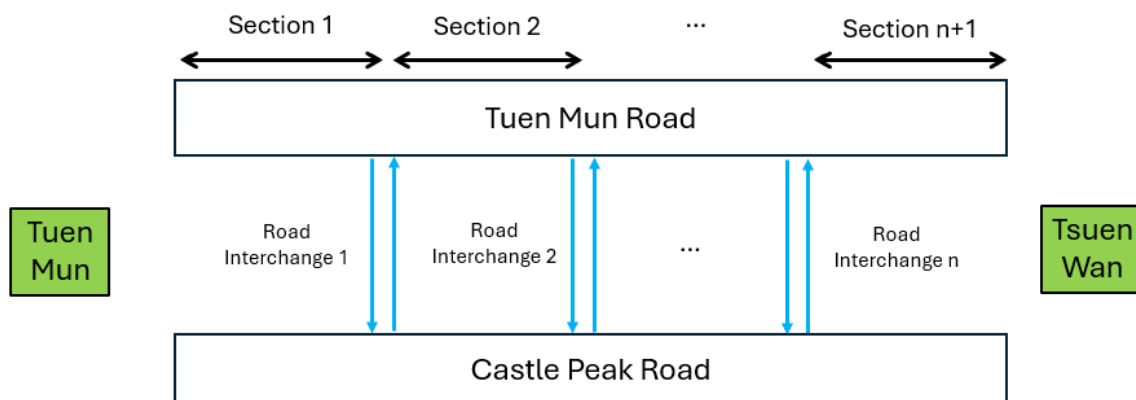 Section 1
Section 2
...
Section n+1
Tuen Mun Road
Tuen
Mun
Road
Interchange 1
Road
Interchange 2
...
Road
Interchange n
Tsuen
Wan
Castle Peak Road